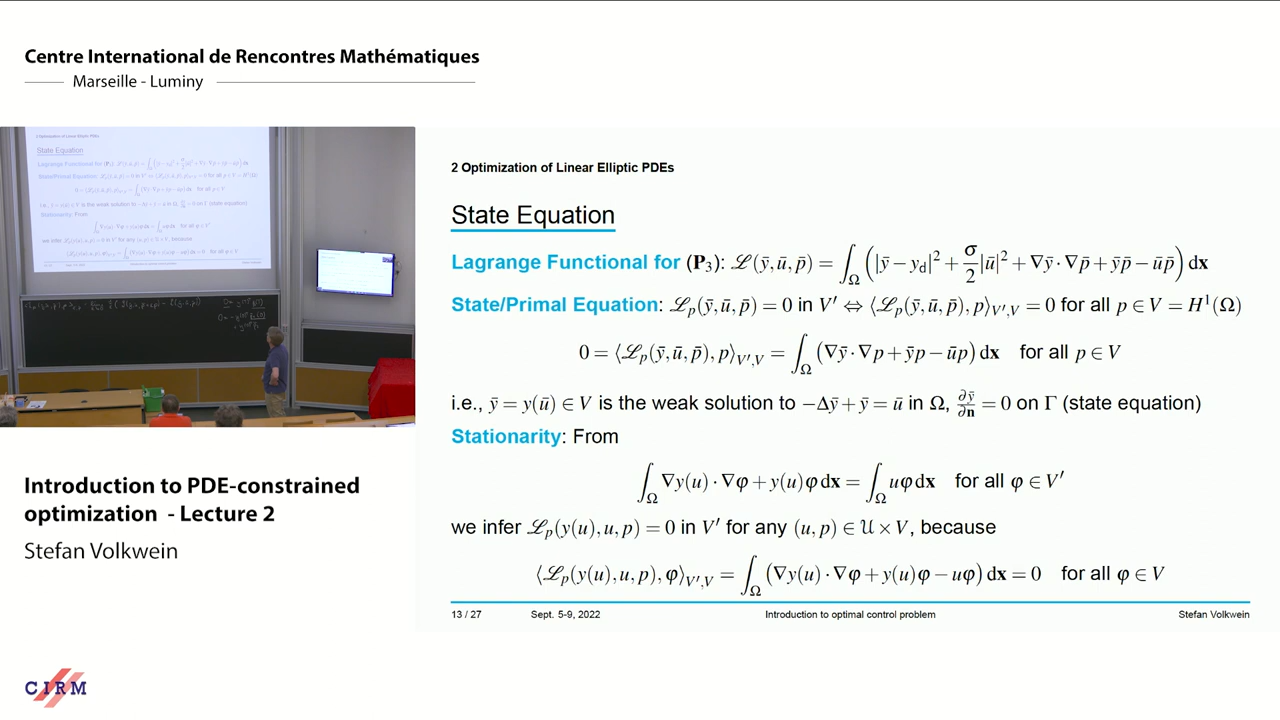 Centre International de Rencontres Mathématiques
Marseille - Luminy
2 Optimization of Linear Elliptic PDEs
State Equation
Lagrange Functional for (P₃): ℒ(ȳ,ū,p̄) = ∫_Ω (|ȳ − y_d|² + σ/2 |ū|² + ∇ȳ·∇p̄ + ȳp̄ − ūp̄) dx
State/Primal Equation: ℒ_p(ȳ,ū,p̄) = 0 in V′ ⇔ ⟨ℒ_p(ȳ,ū,p̄), p⟩_{V′,V} = 0 for all p ∈ V = H¹(Ω)
0 = ⟨ℒ_p(ȳ,ū,p̄), p⟩_{V′,V} = ∫_Ω (∇ȳ·∇p + ȳp − ūp) dx for all p ∈ V
i.e., ȳ = y(ū) ∈ V is the weak solution to −Δȳ + ȳ = ū in Ω, ∂ȳ/∂n = 0 on Γ (state equation)
Stationarity: From
∫_Ω ∇y(u)·∇φ + y(u)φ dx = ∫_Ω uφ dx for all φ ∈ V′
we infer ℒ_p(y(u),u,p) = 0 in V′ for any (u,p) ∈ 𝒰 × V, because
⟨ℒ_p(y(u),u,p), φ⟩_{V′,V} = ∫_Ω (∇y(u)·∇φ + y(u)φ − uφ) dx = 0 for all φ ∈ V
13 / 27 Sept. 5-9, 2022 Introduction to optimal control problem Stefan Volkwein
Introduction to PDE-constrained
optimization - Lecture 2
Stefan Volkwein
CIRM